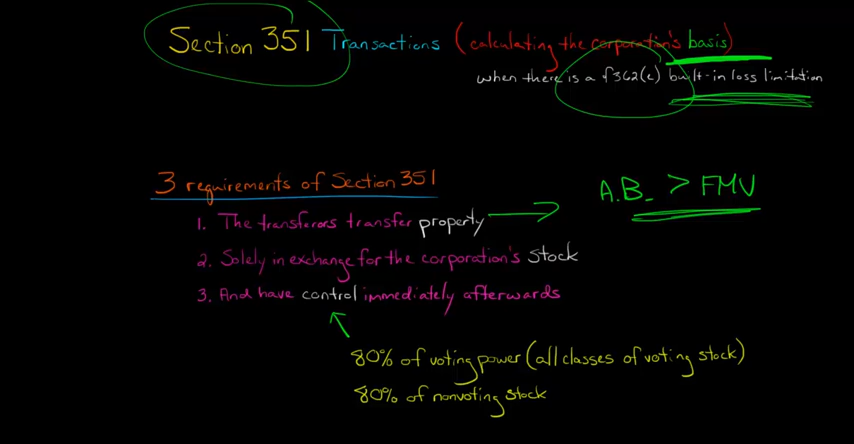 Section 351 Transactions (calculating the corporation's basis)
when there is a §362(e) built-in loss limitation
3 requirements of Section 351
A.B. > FMV
1. The transferors transfer property
2. Solely in exchange for the corporation's stock
3. And have control immediately afterwards
80% of voting power (all classes of voting stock)
80% of nonvoting stock